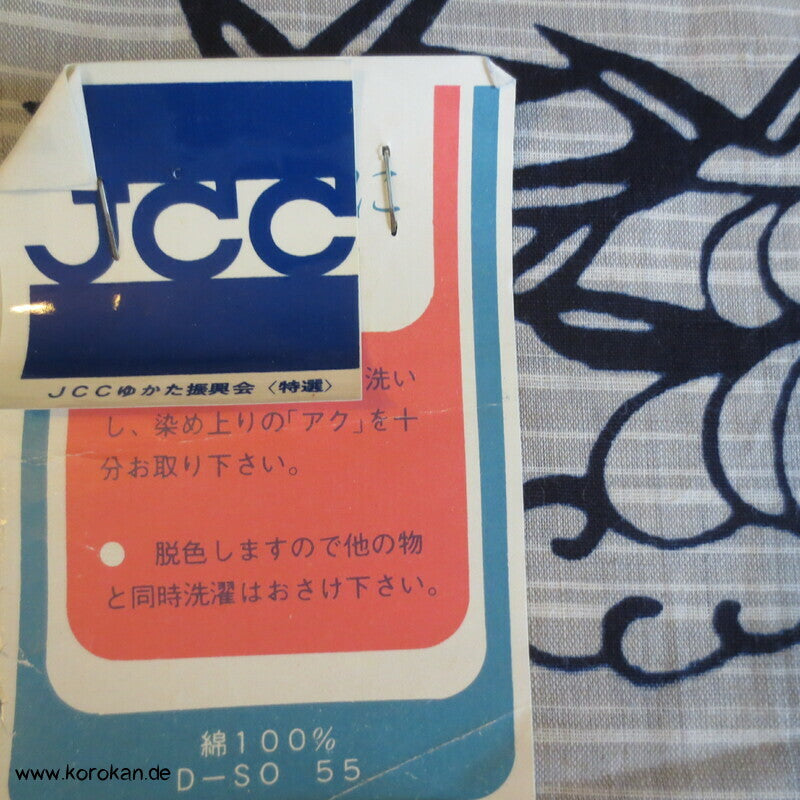 JCC
JCCゆかた振興会〈特選〉
洗い
し、染め上りの「アク」を十
分お取り下さい。
脱色しますので他の物
と同時洗濯はおさけ下さい。
綿100%
D-SO 55
www.korokan.de